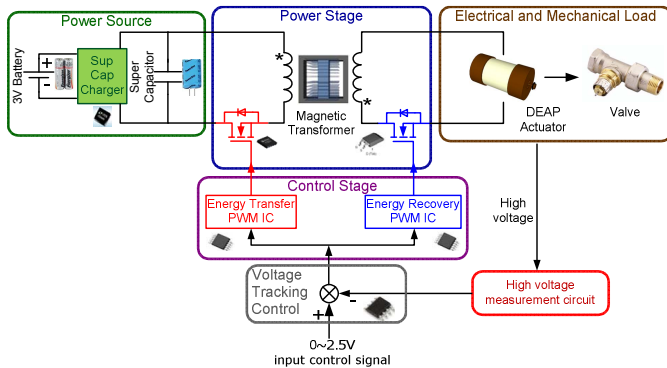 Power Source
Power Stage
Electrical and Mechanical Load
3V Battery
+
-
Sup
Cap
Charger
Super
Capacitor
*
Magnetic
Transformer
*
DEAP
Actuator
Valve
Control Stage
Energy Transfer
PWM IC
Energy Recovery
PWM IC
High
voltage
Voltage
Tracking
Control
+
-
High voltage
measurement circuit
0~2.5V
input control signal